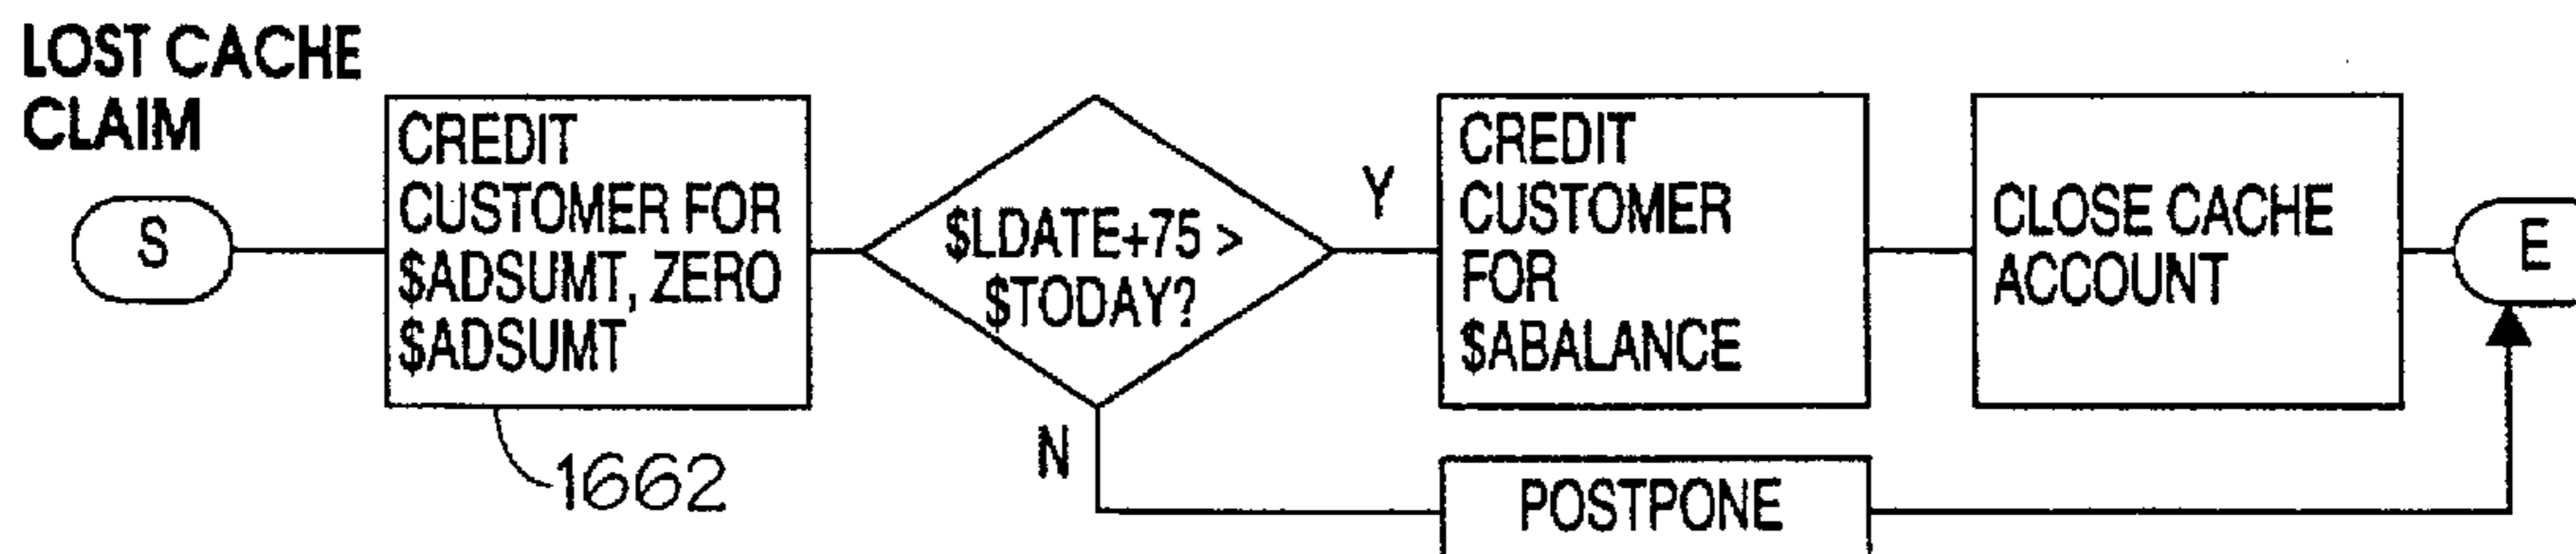 LOST CACHE
CLAIM
S
CREDIT
CUSTOMER FOR
$ADSUMT, ZERO
$ADSUMT
1662
$LDATE+75 >
$TODAY?
Y
N
CREDIT
CUSTOMER
FOR
$ABALANCE
CLOSE CACHE
ACCOUNT
POSTPONE
E